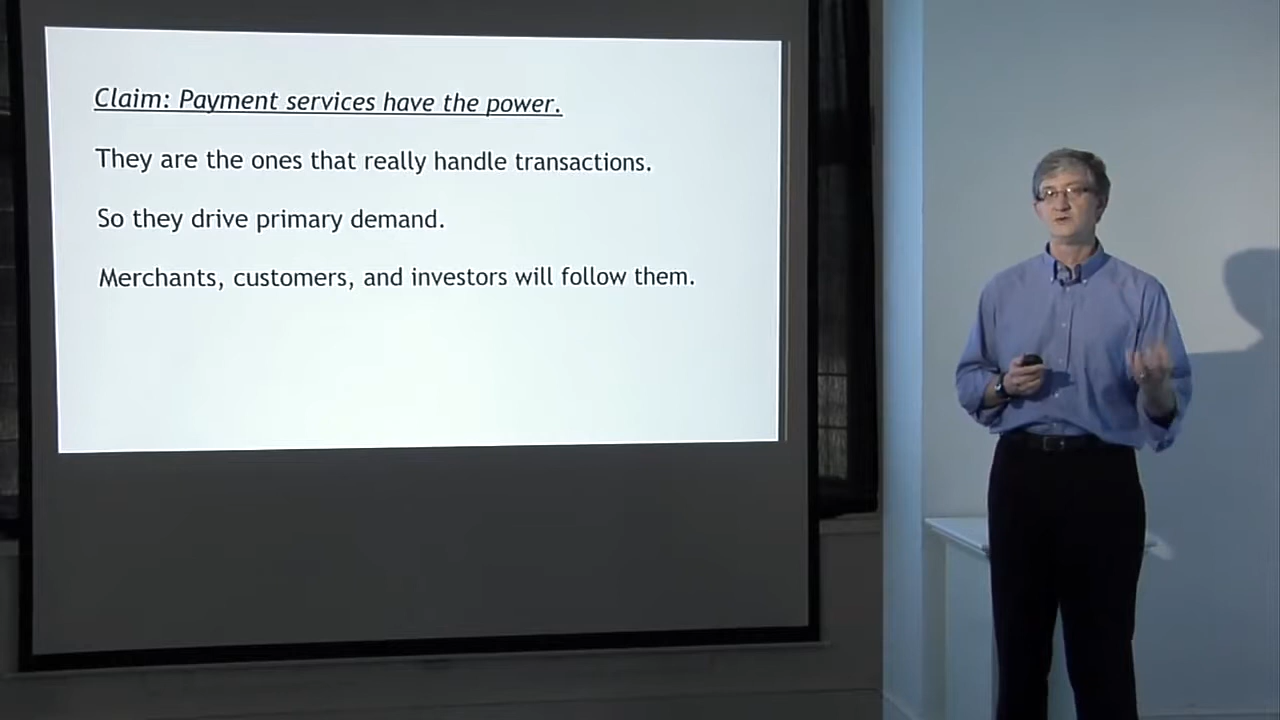 Claim: Payment services have the power.
They are the ones that really handle transactions.
So they drive primary demand.
Merchants, customers, and investors will follow them.